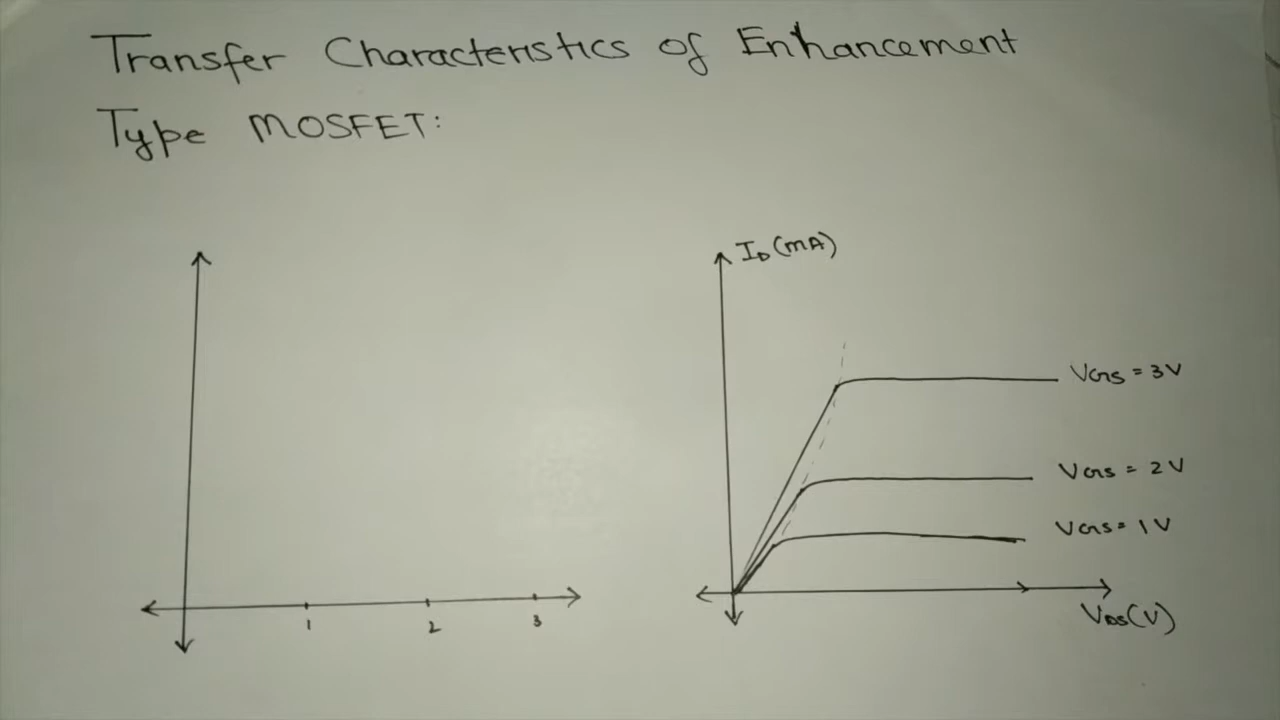 Transfer Characteristics of Enhancement
Type MOSFET:
ID (mA)
VGS = 3V
VGS = 2V
VGS = 1V
1 2 3
VDS(V)